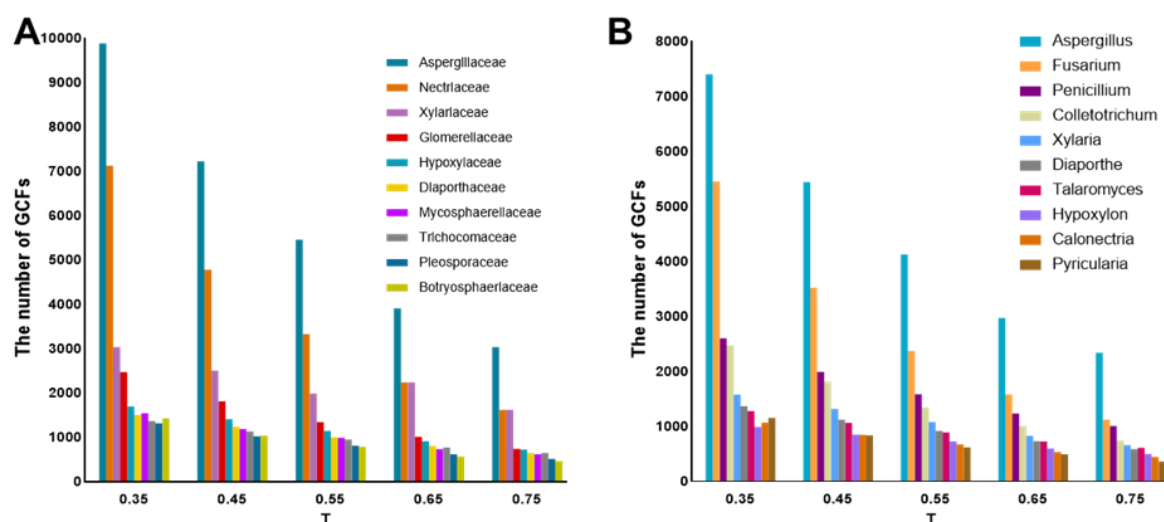 A
The number of GCFs
10000
9000
8000
7000
6000
5000
4000
3000
2000
1000
0
0.35 0.45 0.55 0.65 0.75
T
Aspergillaceae
Nectriaceae
Xylariaceae
Glomerellaceae
Hypoxylaceae
Diaporthaceae
Mycosphaerellaceae
Trichocomaceae
Pleosporaceae
Botryosphaeriaceae
B
The number of GCFs
8000
7000
6000
5000
4000
3000
2000
1000
0
0.35 0.45 0.55 0.65 0.75
T
Aspergillus
Fusarium
Penicillium
Colletotrichum
Xylaria
Diaporthe
Talaromyces
Hypoxylon
Calonectria
Pyricularia